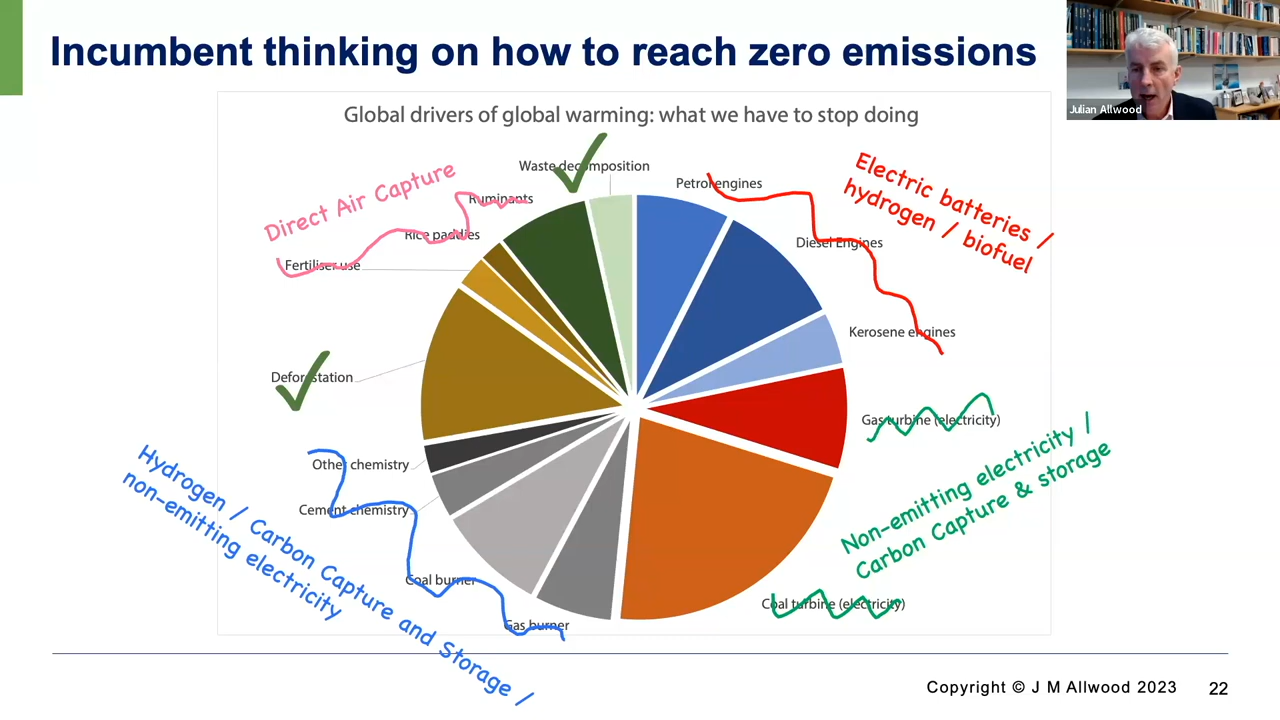 Incumbent thinking on how to reach zero emissions
Julian Allwood
Global drivers of global warming: what we have to stop doing
Waste decomposition
Petrol engines
Electric batteries /
hydrogen / biofuel
Direct Air Capture
Ruminants
Rice paddies
Diesel Engines
Fertiliser use
Kerosene engines
Deforestation
Gas turbine (electricity)
Non-emitting electricity /
Carbon Capture & storage
Other chemistry
Cement chemistry
Hydrogen / Carbon Capture and Storage /
non-emitting electricity
Coal burner
Coal turbine (electricity)
Gas burner
Copyright © J M Allwood 2023
22